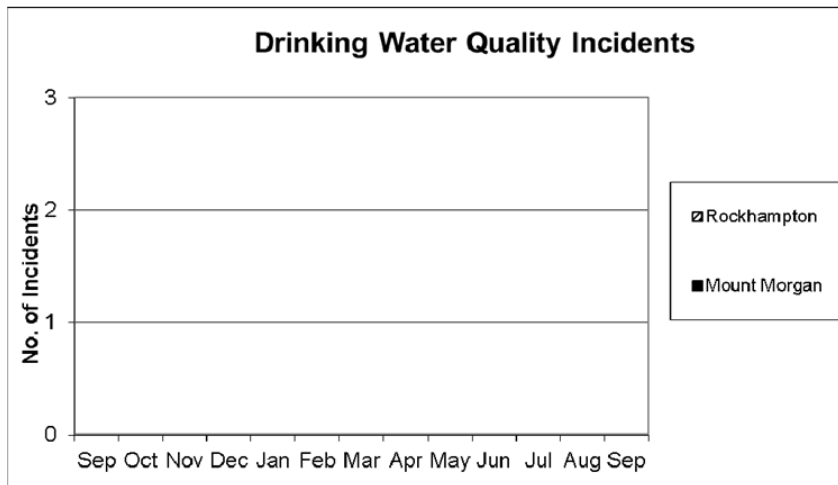 Drinking Water Quality Incidents
No. of Incidents
3
2
1
0
Sep Oct Nov Dec Jan Feb Mar Apr May Jun Jul Aug Sep
Rockhampton
Mount Morgan